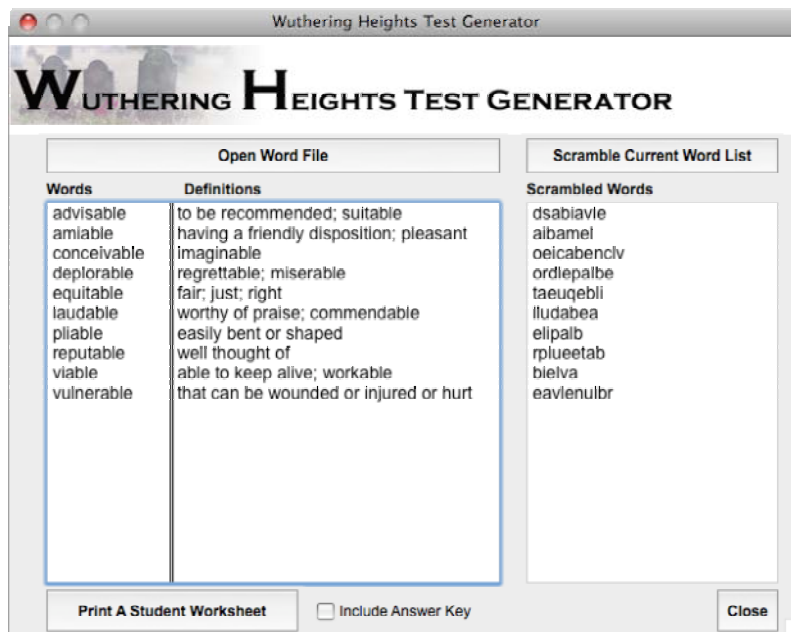 Wuthering Heights Test Generator
WUTHERING HEIGHTS TEST GENERATOR
Open Word File
Scramble Current Word List
Words Definitions Scrambled Words
advisable to be recommended; suitable dsabiavle
amiable having a friendly disposition; pleasant aibamel
conceivable imaginable oeicabenclv
deplorable regrettable; miserable ordlepalbe
equitable fair; just; right taeuqebli
laudable worthy of praise; commendable lludabea
pliable easily bent or shaped elipalb
reputable well thought of rplueetab
viable able to keep alive; workable bielva
vulnerable that can be wounded or injured or hurt eavlenulbr
Print A Student Worksheet Include Answer Key Close